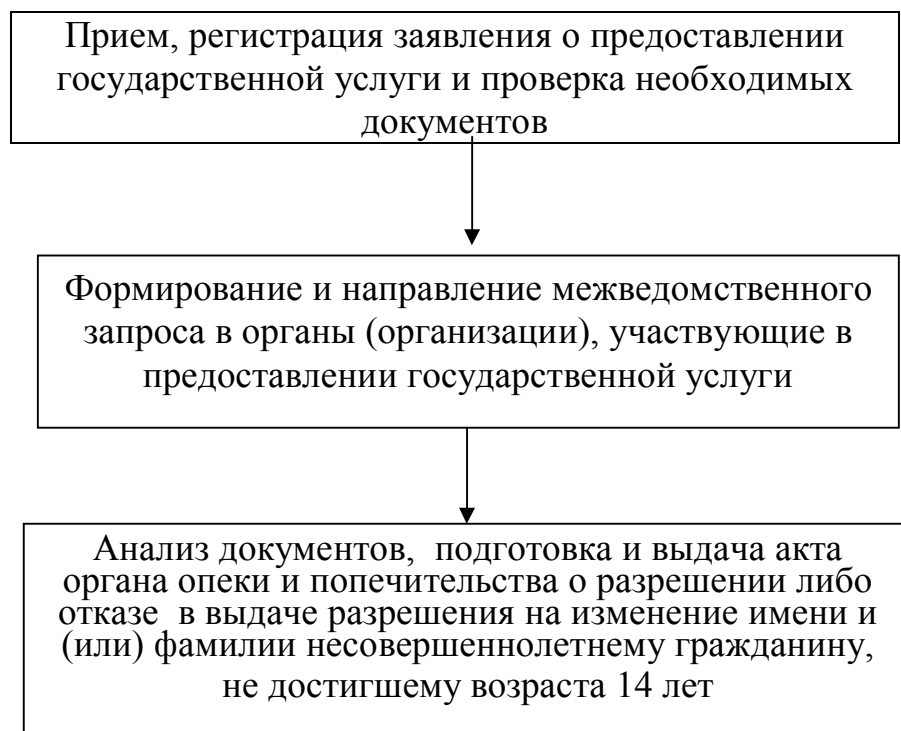 Прием, регистрация заявления о предоставлении
государственной услуги и проверка необходимых
документов
Формирование и направление межведомственного
запроса в органы (организации), участвующие в
предоставлении государственной услуги
Анализ документов, подготовка и выдача акта
органа опеки и попечительства о разрешении либо
отказе в выдаче разрешения на изменение имени и
(или) фамилии несовершеннолетнему гражданину,
не достигшему возраста 14 лет